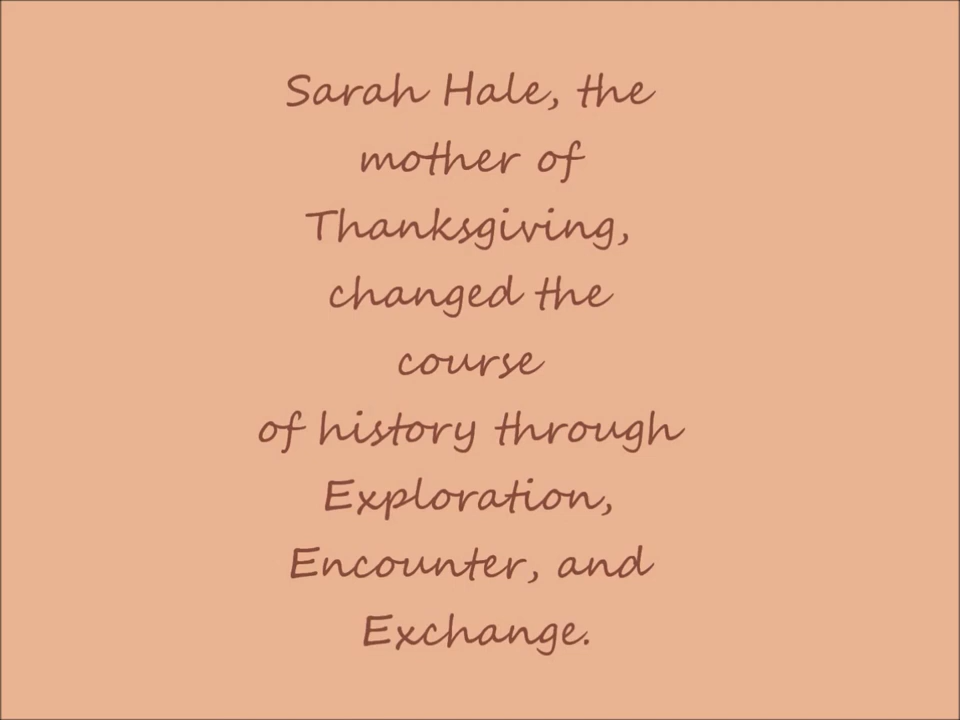 Sarah Hale, the
mother of
Thanksgiving,
changed the
course
of history through
Exploration,
Encounter, and
Exchange.